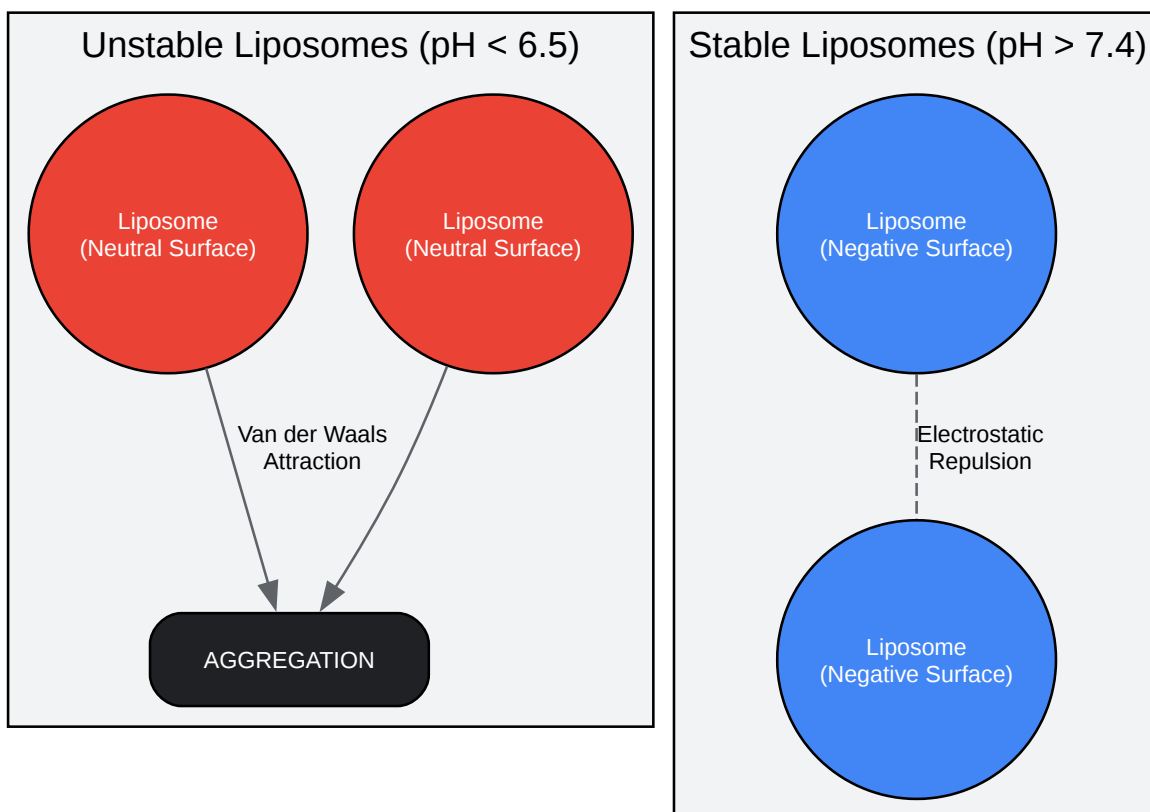 Unstable Liposomes (pH < 6.5)
Liposome
(Neutral Surface)
Liposome
(Neutral Surface)
Van der Waals
Attraction
AGGREGATION
Stable Liposomes (pH > 7.4)
Liposome
(Negative Surface)
Electrostatic
Repulsion
Liposome
(Negative Surface)